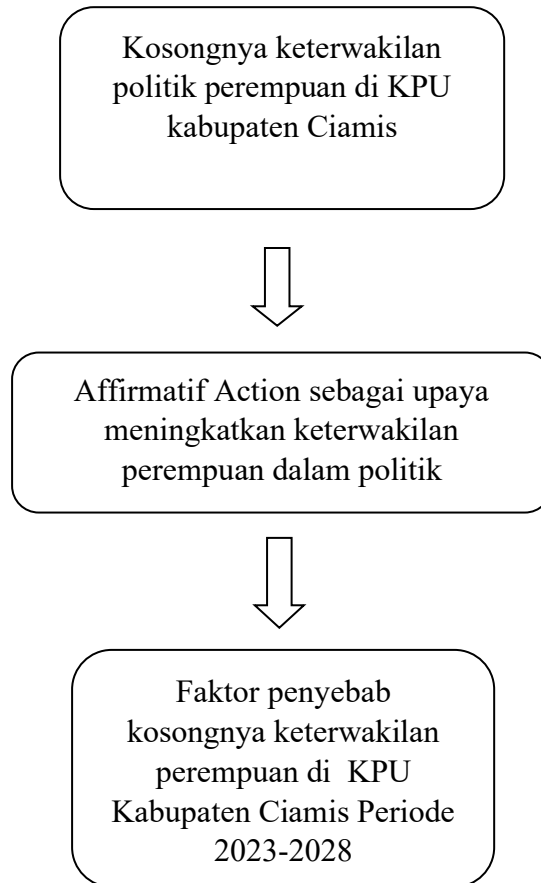 Kosongnya keterwakilan
politik perempuan di KPU
kabupaten Ciamis
Affirmatif Action sebagai upaya
meningkatkan keterwakilan
perempuan dalam politik
Faktor penyebab
kosongnya keterwakilan
perempuan di KPU
Kabupaten Ciamis Periode
2023-2028